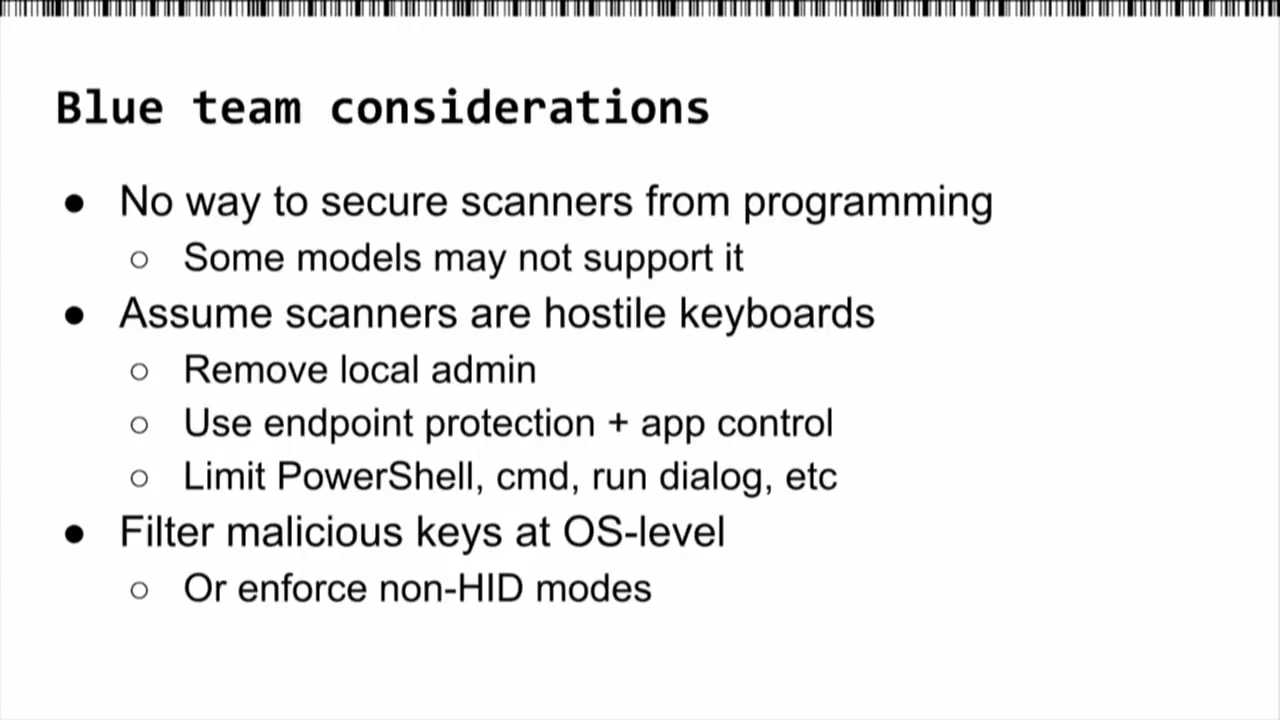 Blue team considerations
● No way to secure scanners from programming
○ Some models may not support it
● Assume scanners are hostile keyboards
○ Remove local admin
○ Use endpoint protection + app control
○ Limit PowerShell, cmd, run dialog, etc
● Filter malicious keys at OS-level
○ Or enforce non-HID modes